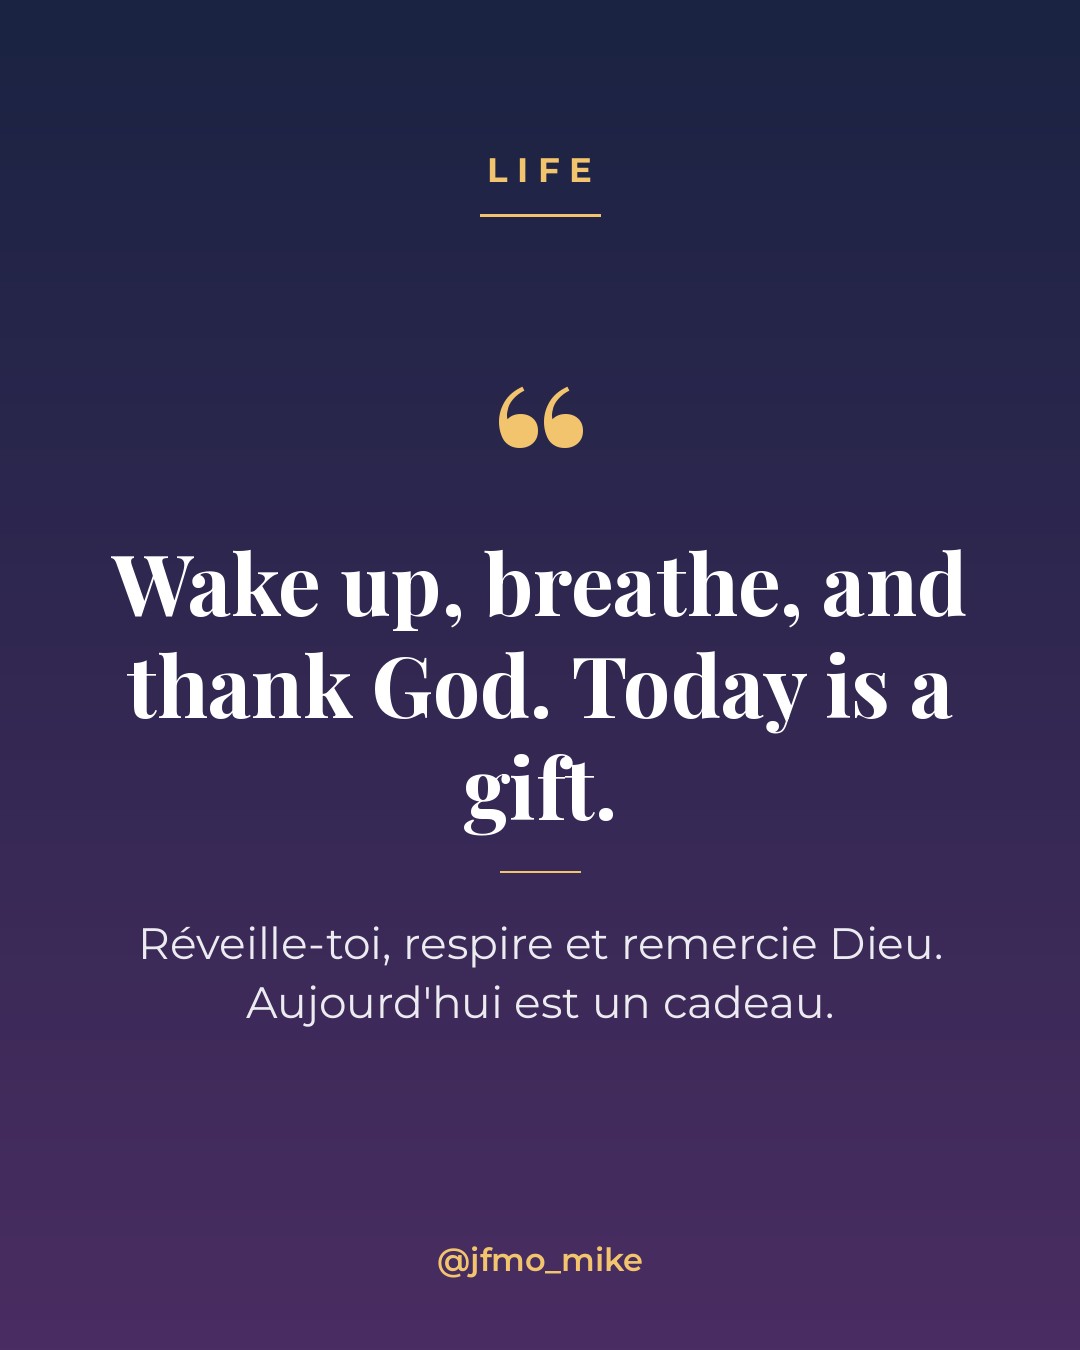 LIFE
“
Wake up, breathe, and
thank God. Today is a
gift.
Réveille-toi, respire et remercie Dieu.
Aujourd'hui est un cadeau.
@jfmo_mike